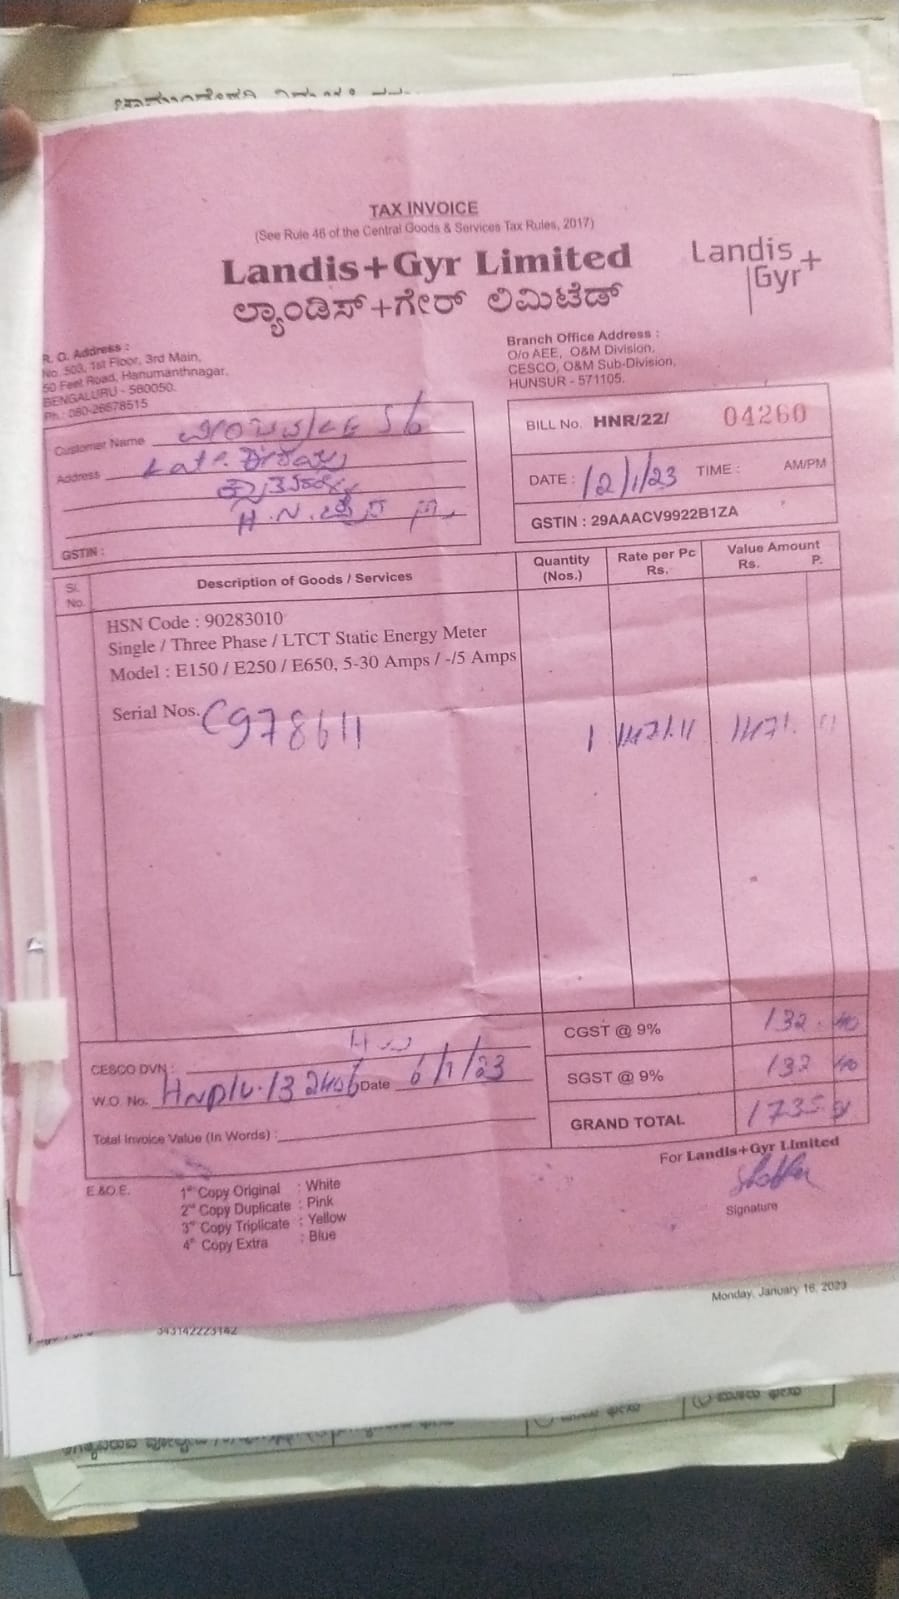 TAX INVOICE
(See Rule 46 of the Central Goods & Services Tax Rules, 2017)
Landis+Gyr Limited
ಲ್ಯಾಂಡಿಸ್+ಗೇರ್ ಲಿಮಿಟೆಡ್
Landis
Gyr+
R. O. Address :
No. 503, 1st Floor, 3rd Main,
50 Feet Road, Hanumanthnagar,
BENGALURU - 560050.
Ph.: 080-26678515
Branch Office Address :
O/o AEE, O&M Division,
CESCO, O&M Sub-Division,
HUNSUR - 571105.
Customer Name S/o
Address Late
H.N.
GSTIN :
BILL No. HNR/22/ 04260
DATE : 12/1/23 TIME : AM/PM
GSTIN : 29AAACV9922B1ZA
Sl. No. Description of Goods / Services Quantity (Nos.) Rate per Pc Rs. Value Amount Rs. P.
HSN Code : 90283010
Single / Three Phase / LTCT Static Energy Meter
Model : E150 / E250 / E650, 5-30 Amps / -/5 Amps
Serial Nos. C978611 1 1471.11 1471. 11
CGST @ 9% 132. 40
SGST @ 9% 132 40
GRAND TOTAL 1735
CESCO DVN :
W.O. No. Date 6/1/23
Total Invoice Value (In Words) :
For Landis+Gyr Limited
Signature
E.&O.E.
1st Copy Original : White
2nd Copy Duplicate : Pink
3rd Copy Triplicate : Yellow
4th Copy Extra : Blue
Monday, January 16, 2023
343142223142